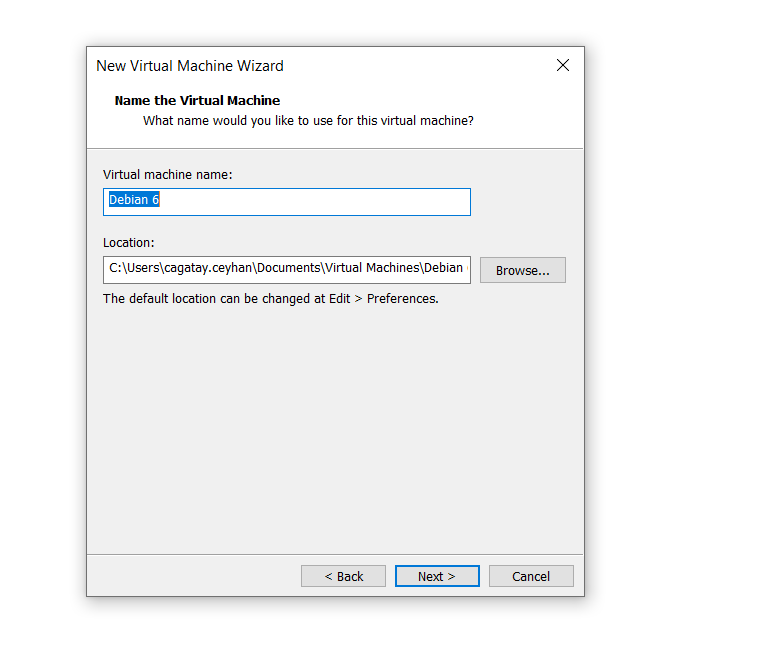 New Virtual Machine Wizard
Name the Virtual Machine
What name would you like to use for this virtual machine?
Virtual machine name:
Debian 6
Location:
C:\Users\cagatay.ceyhan\Documents\Virtual Machines\Debian
Browse...
The default location can be changed at Edit > Preferences.
< Back
Next >
Cancel